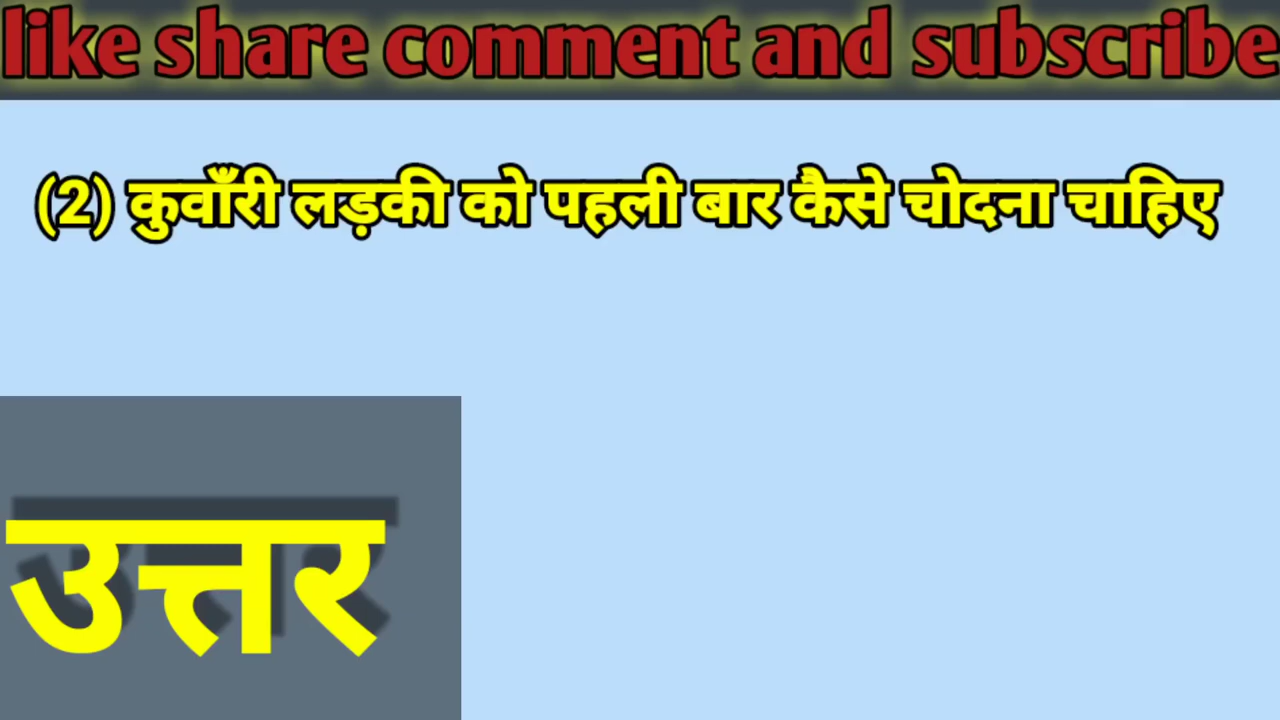 like share comment and subscribe
(2) कुवाँरी लड़की को पहली बार कैसे चोदना चाहिए
उत्तर